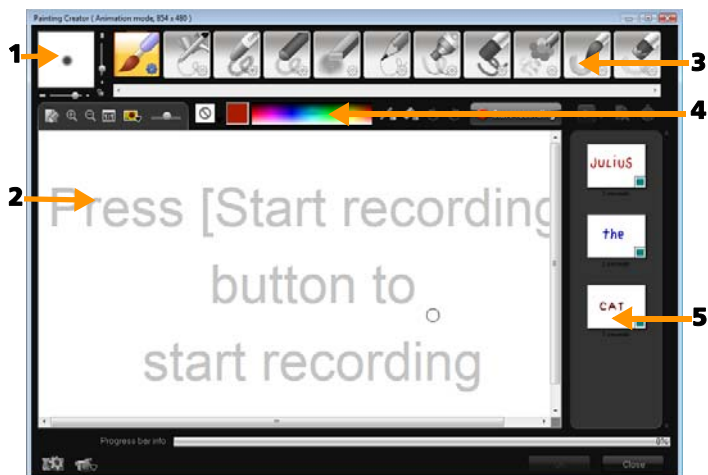 Painting Creator ( Animation mode, 854 x 480 )
1
3
4
2
Press [Start recording
button to
start recording
JULIUS
the
CAT
5
Progress bar info
0%
Close